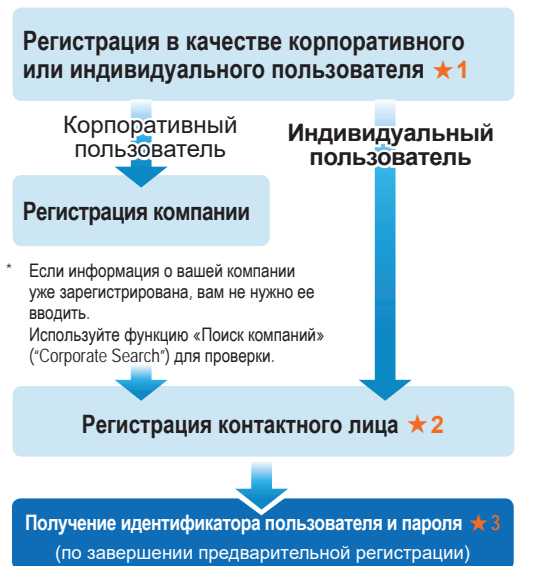 Регистрация в качестве корпоративного
или индивидуального пользователя ★1
Корпоративный
пользователь
Индивидуальный
пользователь
Регистрация компании
* Если информация о вашей компании
уже зарегистрирована, вам не нужно ее
вводить.
Используйте функцию «Поиск компаний»
(“Corporate Search”) для проверки.
Регистрация контактного лица ★2
Получение идентификатора пользователя и пароля ★3
(по завершении предварительной регистрации)